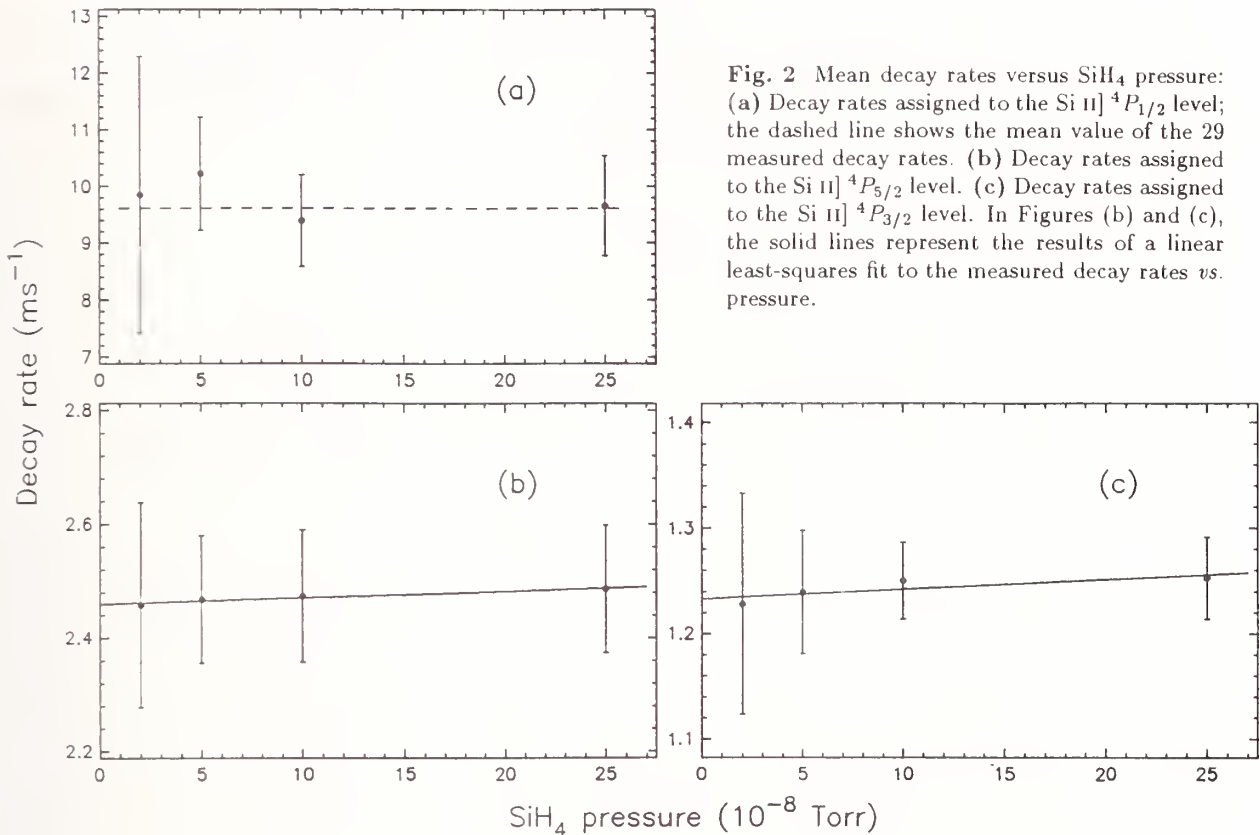 13
12
11
10
9
8
7
(a)
0 5 10 15 20 25
Fig. 2 Mean decay rates versus SiH₄ pressure:
(a) Decay rates assigned to the Si II] ⁴P₁/₂ level;
the dashed line shows the mean value of the 29
measured decay rates. (b) Decay rates assigned
to the Si II] ⁴P₅/₂ level. (c) Decay rates assigned
to the Si II] ⁴P₃/₂ level. In Figures (b) and (c),
the solid lines represent the results of a linear
least-squares fit to the measured decay rates vs.
pressure.
Decay rate (ms⁻¹)
2.8
2.6
2.4
2.2
(b)
0 5 10 15 20 25
1.4
1.3
1.2
1.1
(c)
0 5 10 15 20 25
SiH₄ pressure (10⁻⁸ Torr)